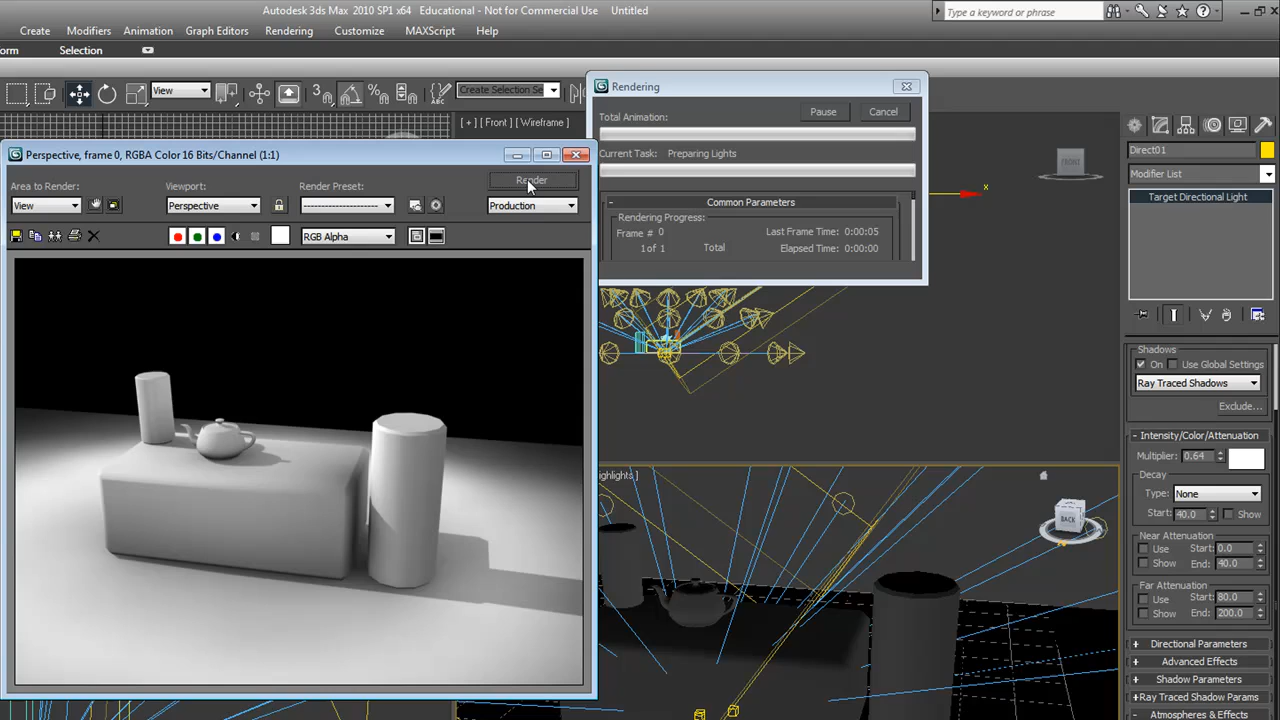 Autodesk 3ds Max 2010 SP1 x64 Educational - Not for Commercial Use Untitled
Type a keyword or phrase
Create Modifiers Animation Graph Editors Rendering Customize MAXScript Help
orm Selection
View
3
Create Selection Se
[ + ] [ Front ] [ Wireframe ]
Rendering
Total Animation:
Pause
Cancel
Current Task: Preparing Lights
Common Parameters
Rendering Progress:
Frame # 0
Last Frame Time: 0:00:05
1 of 1 Total
Elapsed Time: 0:00:00
Perspective, frame 0, RGBA Color 16 Bits/Channel (1:1)
Area to Render:
Viewport:
Render Preset:
Render
View
Perspective
Production
RGB Alpha
FRONT
x
ghlights ]
BACK
Direct01
Modifier List
Target Directional Light
Shadows
On Use Global Settings
Ray Traced Shadows
Exclude...
- Intensity/Color/Attenuation
Multiplier: 0.64
Decay
Type: None
Start: 40.0 Show
Near Attenuation
Use Start: 0.0
Show End: 40.0
Far Attenuation
Use Start: 80.0
Show End: 200.0
+ Directional Parameters
+ Advanced Effects
+ Shadow Parameters
+ Ray Traced Shadow Params
- Atmospheres & Effects